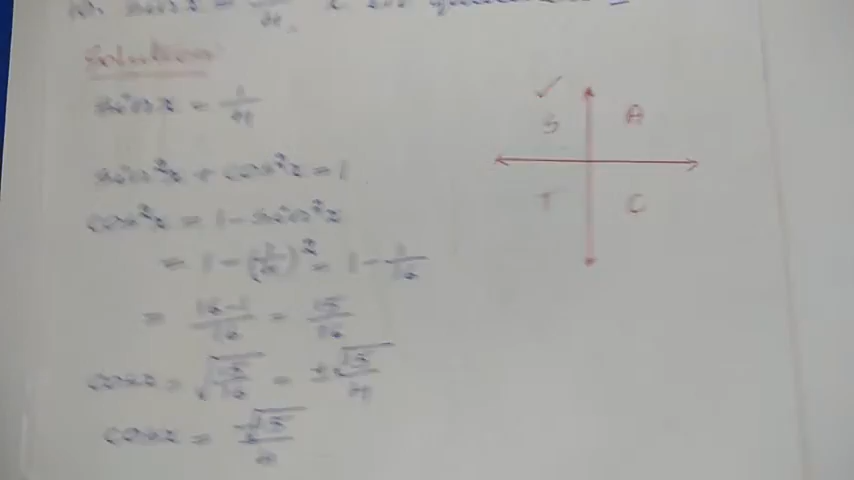 Solution
sin x = 1/4
sin²x + cos²x = 1
cos²x = 1 - sin²x
= 1 - (1/4)² = 1 - 1/16
= 16-1/16 = 15/16
cos x = √15/16 = ±√15/4
cos x = -√15/4
S A
T C